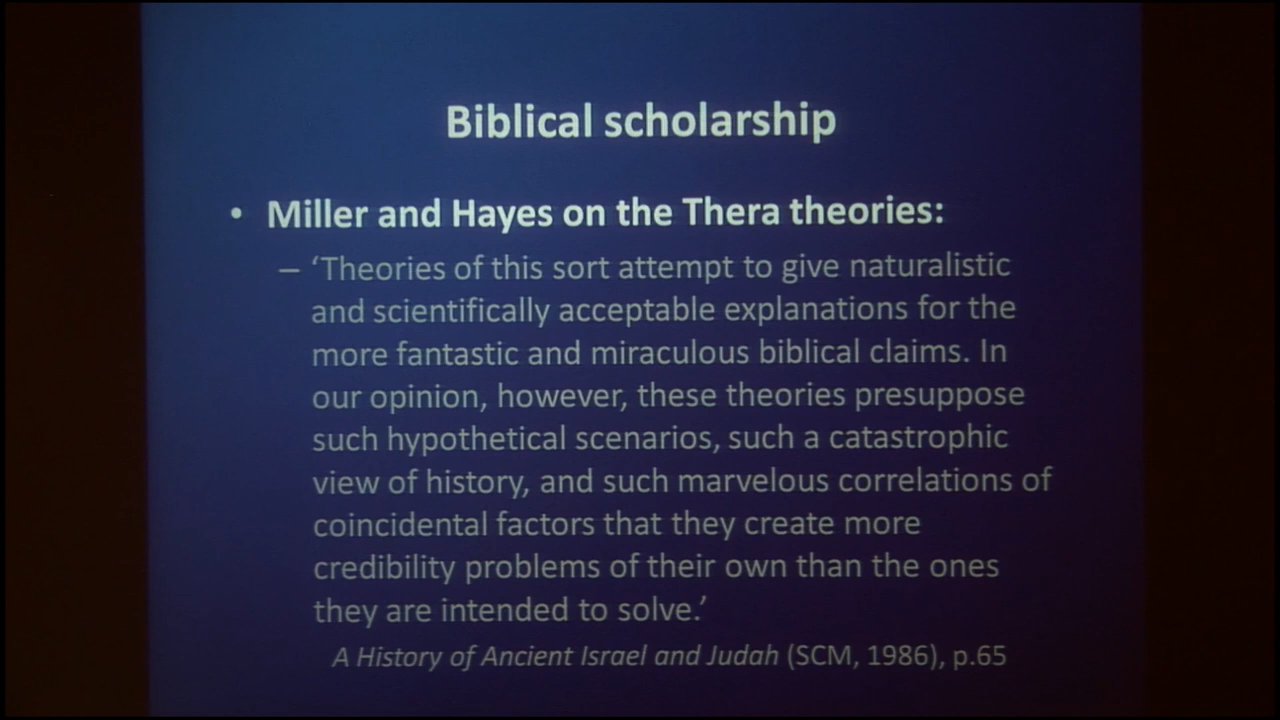 Biblical scholarship
• Miller and Hayes on the Thera theories:
– ‘Theories of this sort attempt to give naturalistic
and scientifically acceptable explanations for the
more fantastic and miraculous biblical claims. In
our opinion, however, these theories presuppose
such hypothetical scenarios, such a catastrophic
view of history, and such marvelous correlations of
coincidental factors that they create more
credibility problems of their own than the ones
they are intended to solve.’
A History of Ancient Israel and Judah (SCM, 1986), p.65